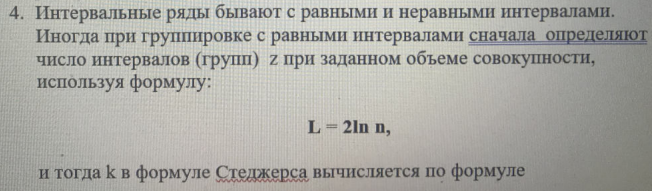 4. Интервальные ряды бывают с равными и неравными интервалами.
Иногда при группировке с равными интервалами сначала определяют
число интервалов (групп) z при заданном объеме совокупности,
используя формулу:
L = 2ln n,
и тогда k в формуле Стеджерса вычисляется по формуле